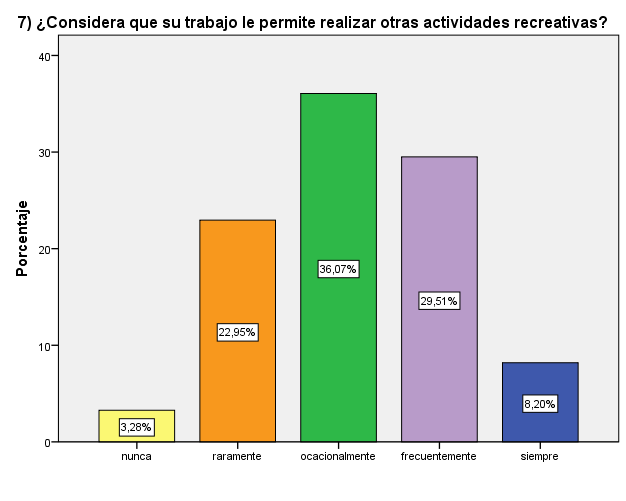 7) ¿Considera que su trabajo le permite realizar otras actividades recreativas?
40
30
20
10
0
Porcentaje
3,28%
22,95%
36,07%
29,51%
8,20%
nunca
raramente
ocacionalmente
frecuentemente
siempre